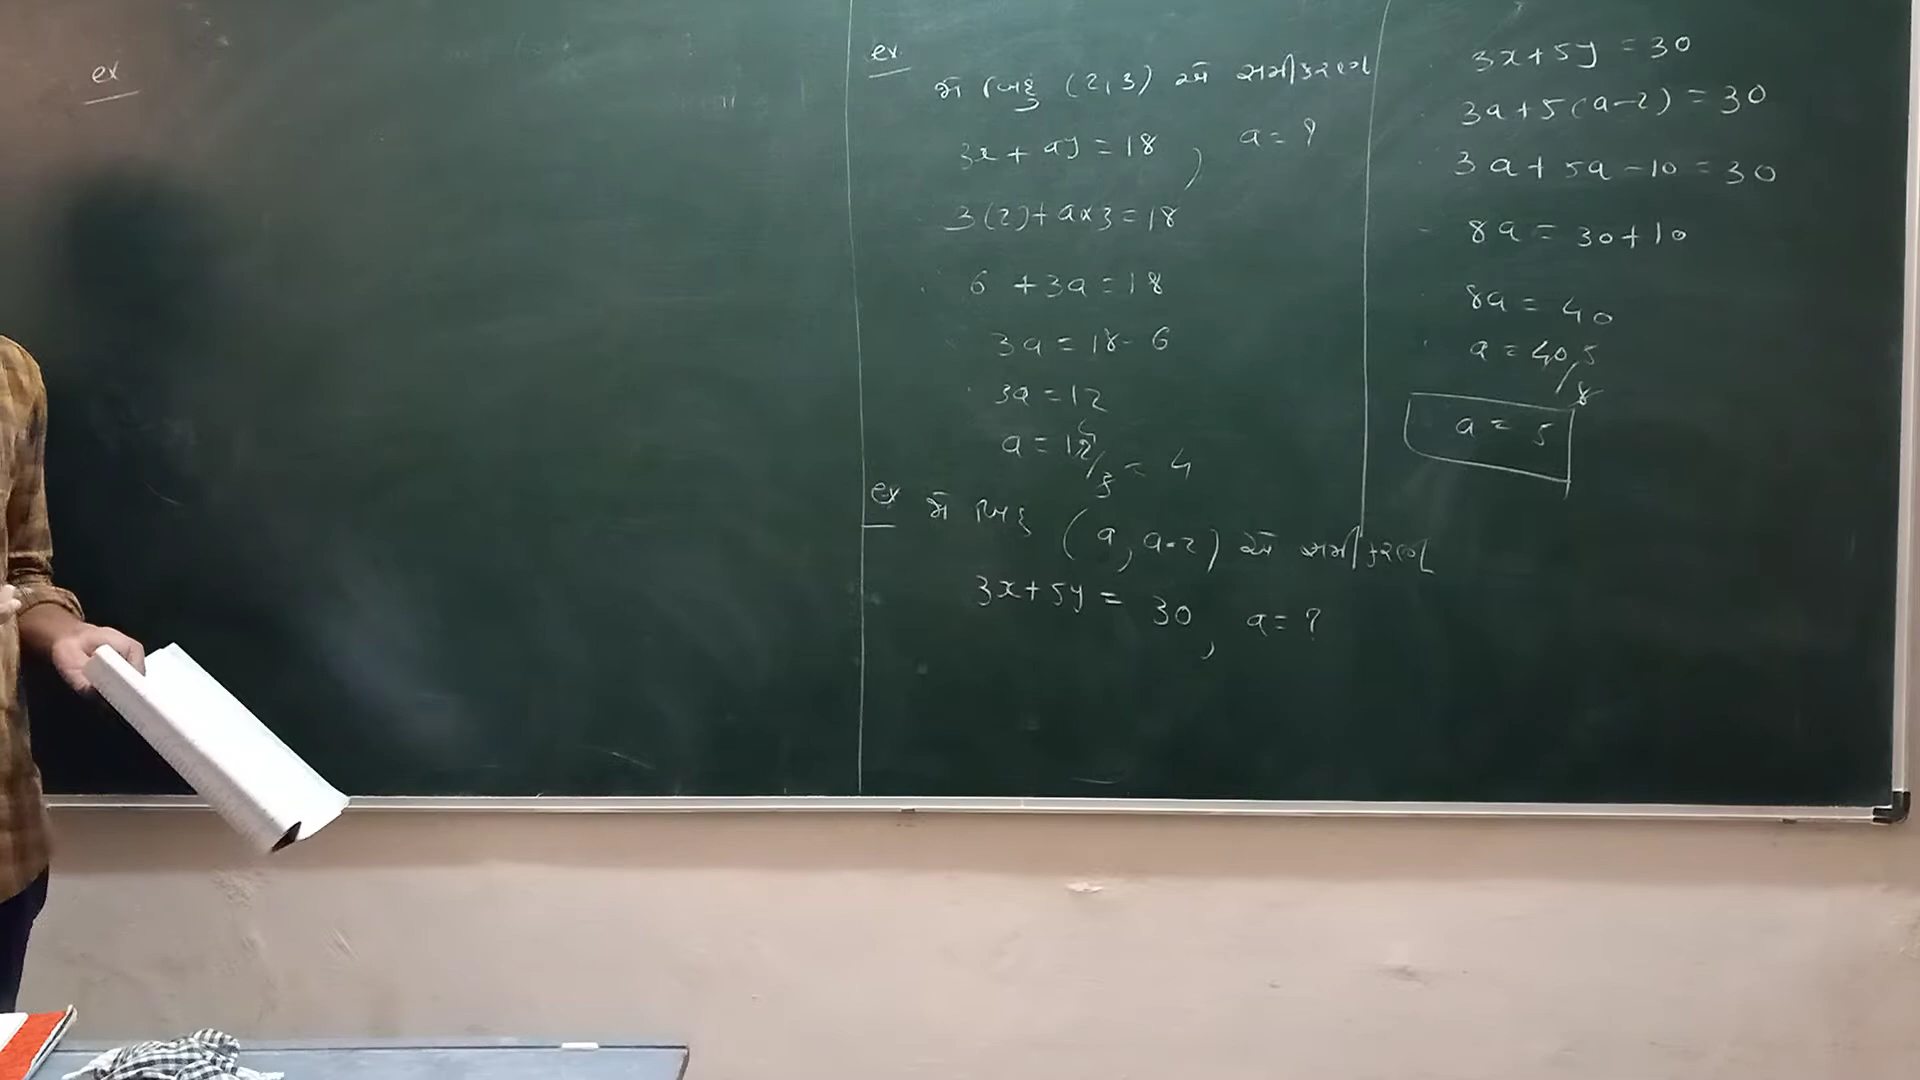 ex
ex.
જો બિંદુ (2,3) એ સમીકરણ
3x + ay = 18 , a = ?
3(2) + a×3 = 18
6 + 3a = 18
3a = 18 - 6
3a = 12
a = 12/3 = 4
ex જો બિંદુ (a, a-2) એ સમીકરણ
3x + 5y = 30 , a = ?
3x + 5y = 30
3a + 5(a-2) = 30
3a + 5a - 10 = 30
8a = 30 + 10
8a = 40
a = 40/8 5
a = 5